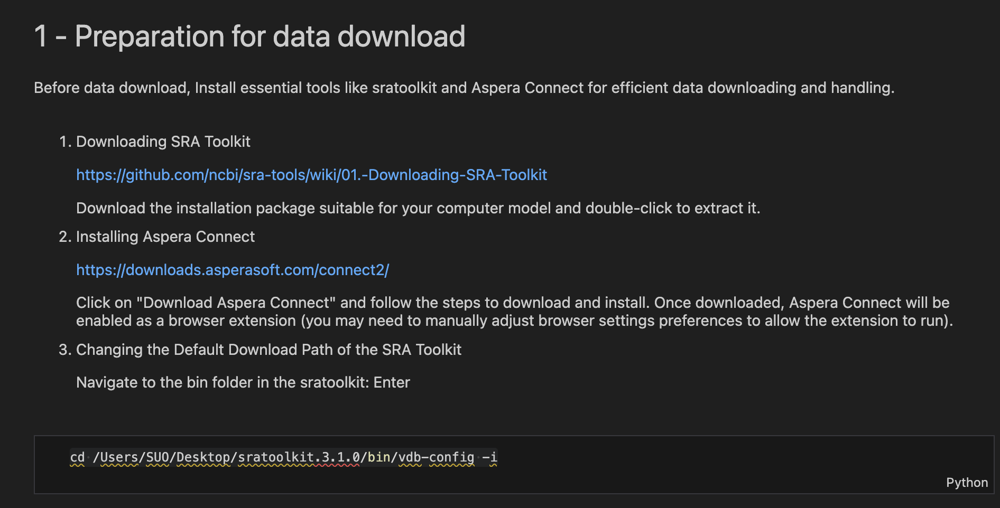 1 - Preparation for data download
Before data download, Install essential tools like sratoolkit and Aspera Connect for efficient data downloading and handling.
1. Downloading SRA Toolkit
https://github.com/ncbi/sra-tools/wiki/01.-Downloading-SRA-Toolkit
Download the installation package suitable for your computer model and double-click to extract it.
2. Installing Aspera Connect
https://downloads.asperasoft.com/connect2/
Click on "Download Aspera Connect" and follow the steps to download and install. Once downloaded, Aspera Connect will be
enabled as a browser extension (you may need to manually adjust browser settings preferences to allow the extension to run).
3. Changing the Default Download Path of the SRA Toolkit
Navigate to the bin folder in the sratoolkit: Enter
cd /Users/SUO/Desktop/sratoolkit.3.1.0/bin/vdb-config -i
Python